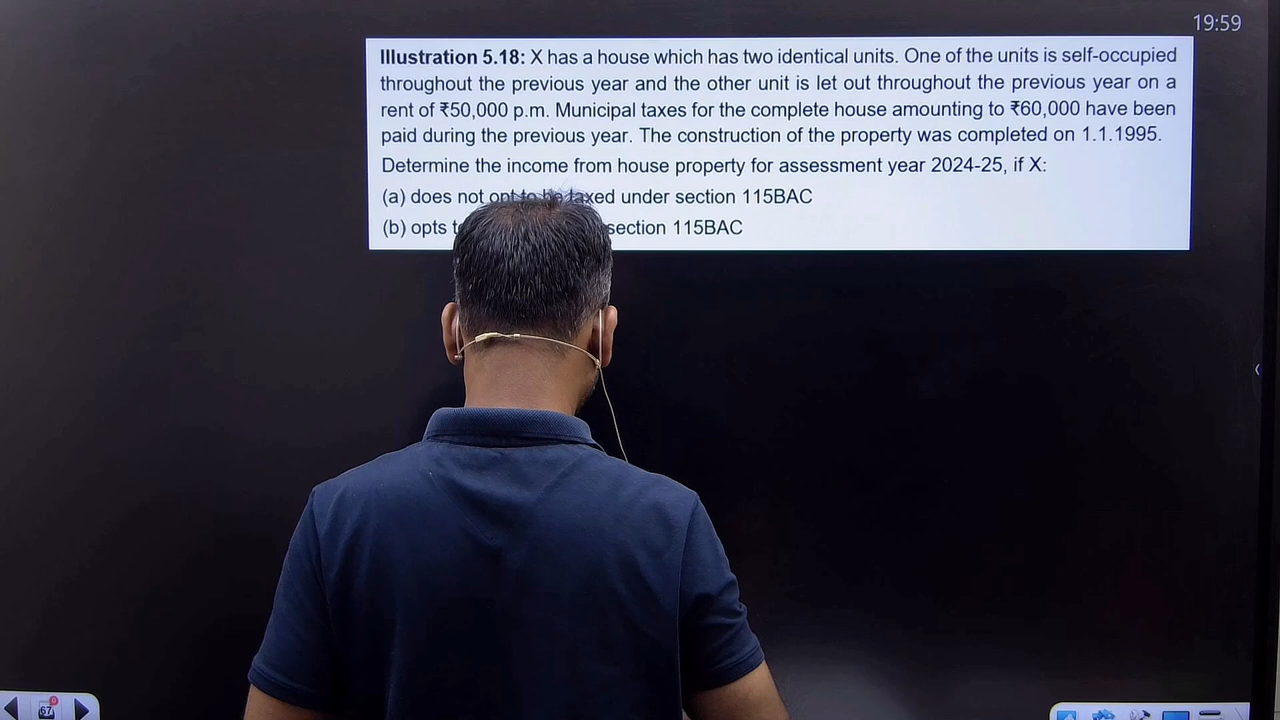 19:59
Illustration 5.18: X has a house which has two identical units. One of the units is self-occupied
throughout the previous year and the other unit is let out throughout the previous year on a
rent of ₹50,000 p.m. Municipal taxes for the complete house amounting to ₹60,000 have been
paid during the previous year. The construction of the property was completed on 1.1.1995.
Determine the income from house property for assessment year 2024-25, if X:
(a) does not opt to be taxed under section 115BAC
(b) opts section 115BAC
67